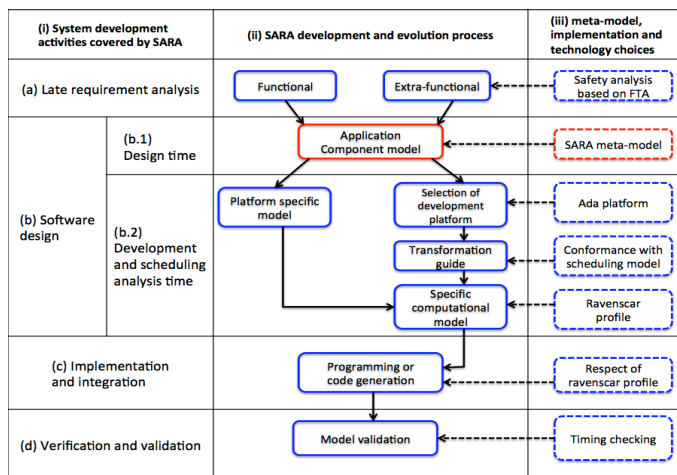 (i) System development
activities covered by SARA
(ii) SARA development and evolution process
(iii) meta-model,
implementation and
technology choices
(a) Late requirement analysis
Functional
Extra-functional
Safety analysis
based on FTA
(b) Software
design
(b.1)
Design time
Application
Component model
SARA meta-model
(b.2)
Development
and scheduling
analysis time
Platform specific
model
Selection of
development
platform
Ada platform
Transformation
guide
Conformance with
scheduling model
Specific
computational
model
Ravenscar
profile
(c) Implementation
and integration
Programming or
code generation
Respect of
ravenscar profile
(d) Verification and validation
Model validation
Timing checking